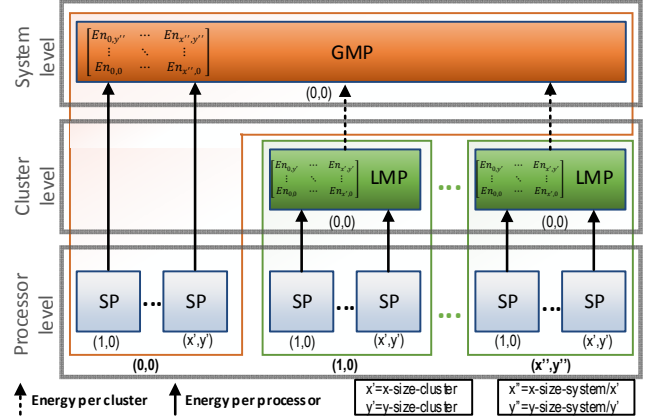 System level
[En0,y'' ⋯ Enx'',y''
⋮ ⋱ ⋮
En0,0 ⋯ Enx'',0]
GMP
(0,0)
Cluster level
[En0,y' ⋯ Enx',y'
⋮ ⋱ ⋮
En0,0 ⋯ Enx',0]
LMP
(0,0)
...
[En0,y' ⋯ Enx',y'
⋮ ⋱ ⋮
En0,0 ⋯ Enx',0]
LMP
(0,0)
Processor level
SP ... SP SP ... SP ... SP ... SP
(1,0) (x',y') (1,0) (x',y') (1,0) (x',y')
(0,0) (1,0) (x'',y'')
Energy per cluster Energy per processor
x'=x-size-cluster
y'=y-size-cluster
x''=x-size-system/x'
y''=y-size-system/y'